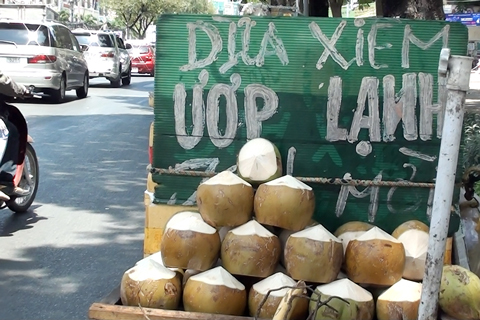 DỪA XIÊM
ƯỚP LẠNH